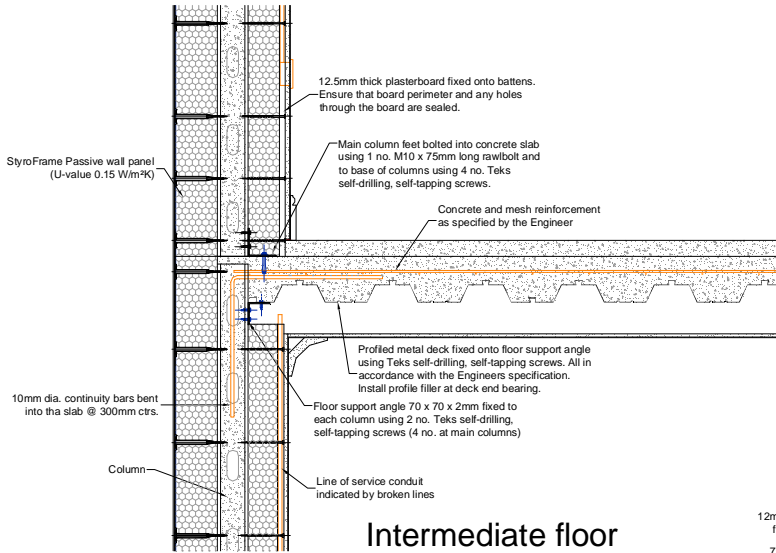 12.5mm thick plasterboard fixed onto battens.
Ensure that board perimeter and any holes
through the board are sealed.
Main column feet bolted into concrete slab
using 1 no. M10 x 75mm long rawlbolt and
to base of columns using 4 no. Teks
self-drilling, self-tapping screws.
StyroFrame Passive wall panel
(U-value 0.15 W/m²K)
Concrete and mesh reinforcement
as specified by the Engineer
Profiled metal deck fixed onto floor support angle
using Teks self-drilling, self-tapping screws. All in
accordance with the Engineers specification.
Install profile filler at deck end bearing.
10mm dia. continuity bars bent
into tha slab @ 300mm ctrs.
Floor support angle 70 x 70 x 2mm fixed to
each column using 2 no. Teks self-drilling,
self-tapping screws (4 no. at main columns)
Column
Line of service conduit
indicated by broken lines
Intermediate floor
12m
f
7